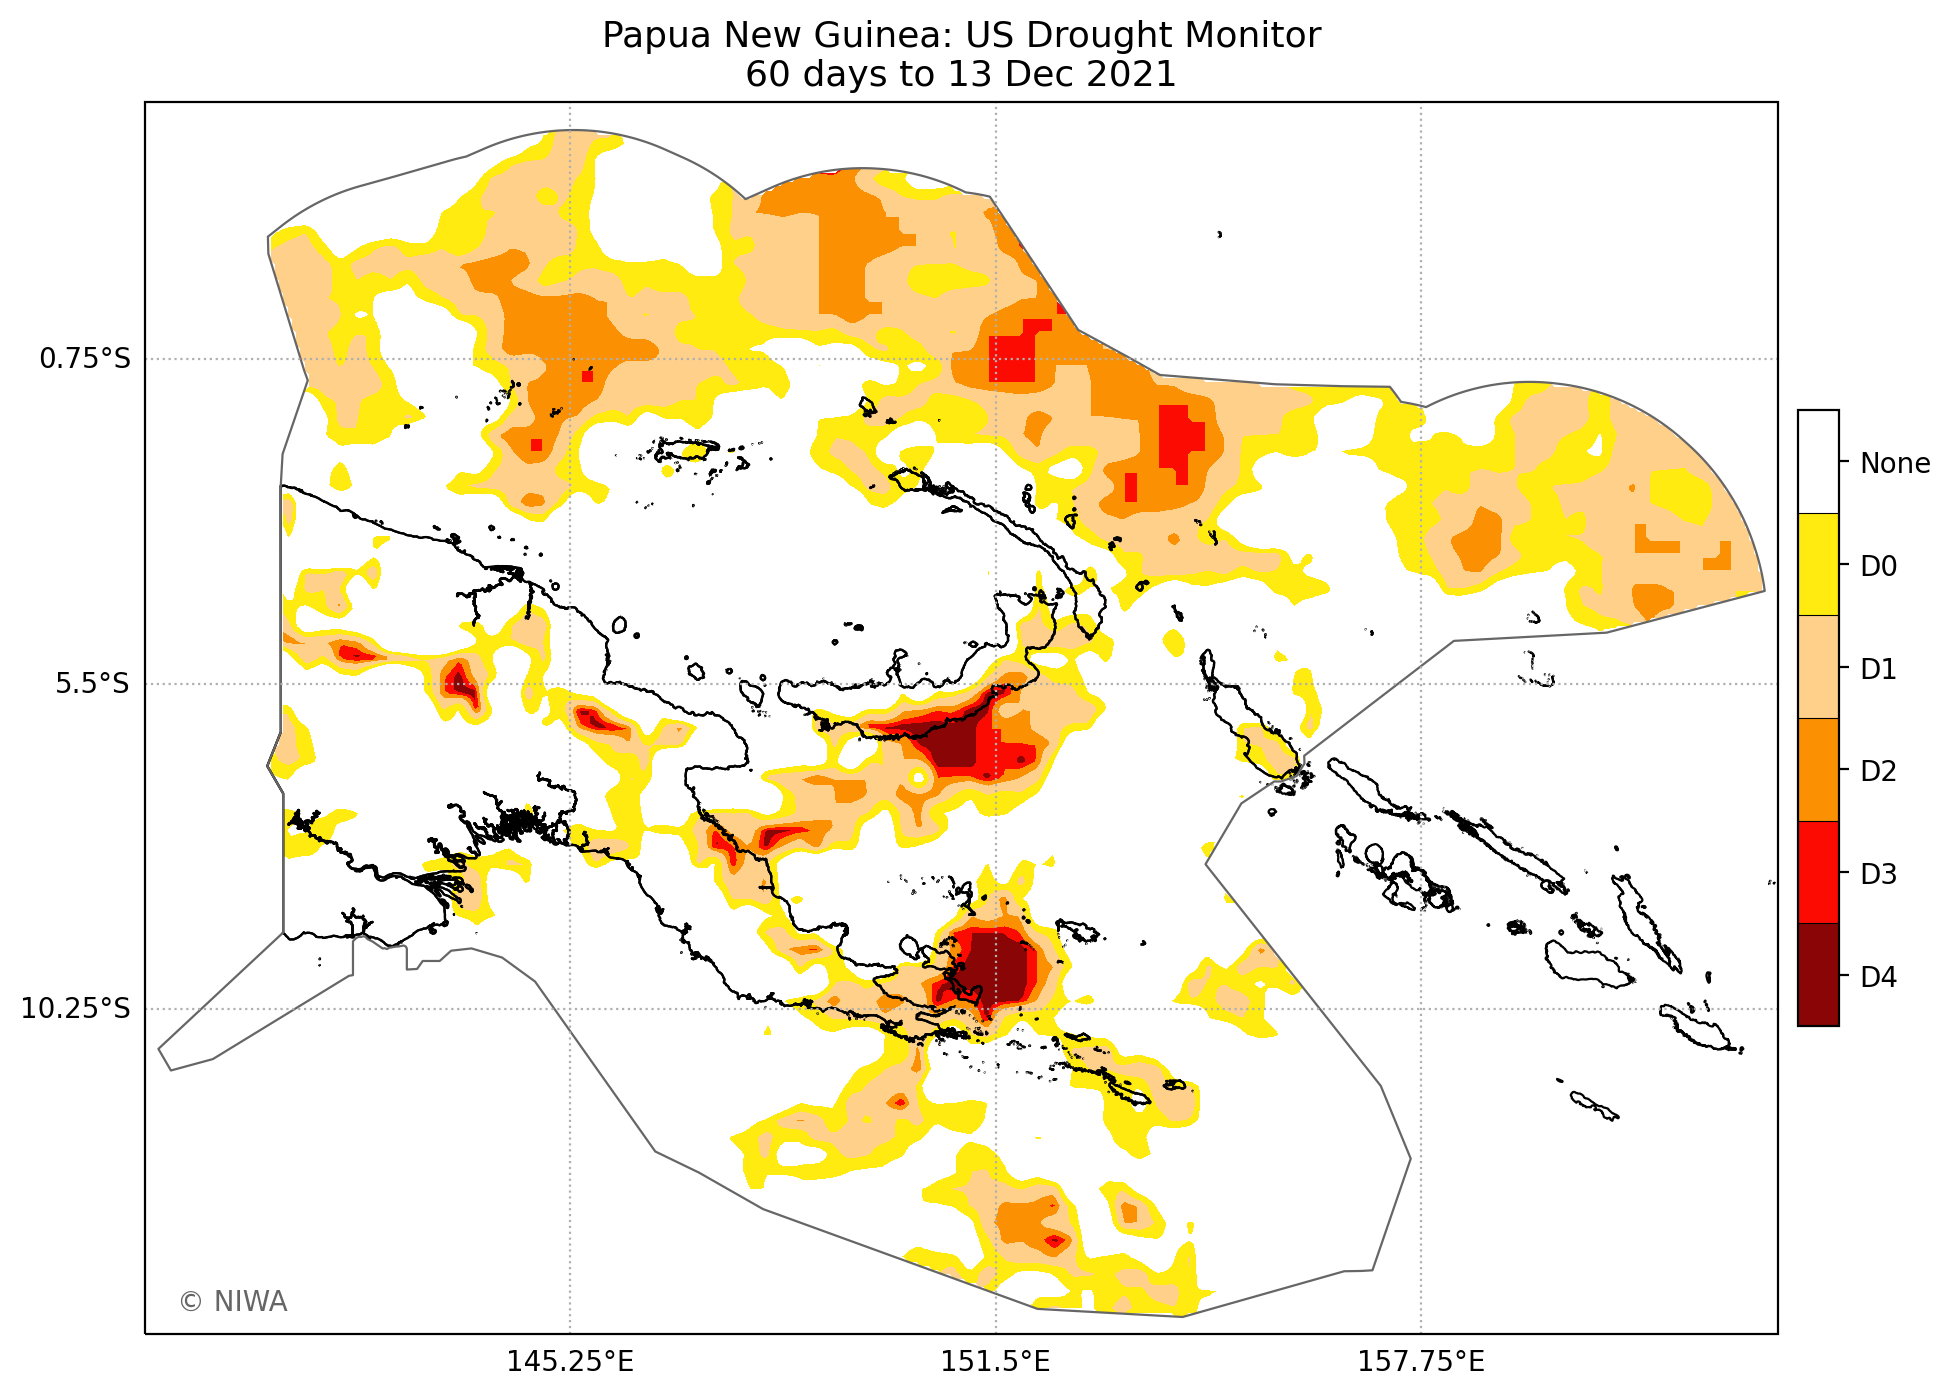 Papua New Guinea: US Drought Monitor
60 days to 13 Dec 2021
0.75°S
5.5°S
10.25°S
145.25°E
151.5°E
157.75°E
None
D0
D1
D2
D3
D4
© NIWA